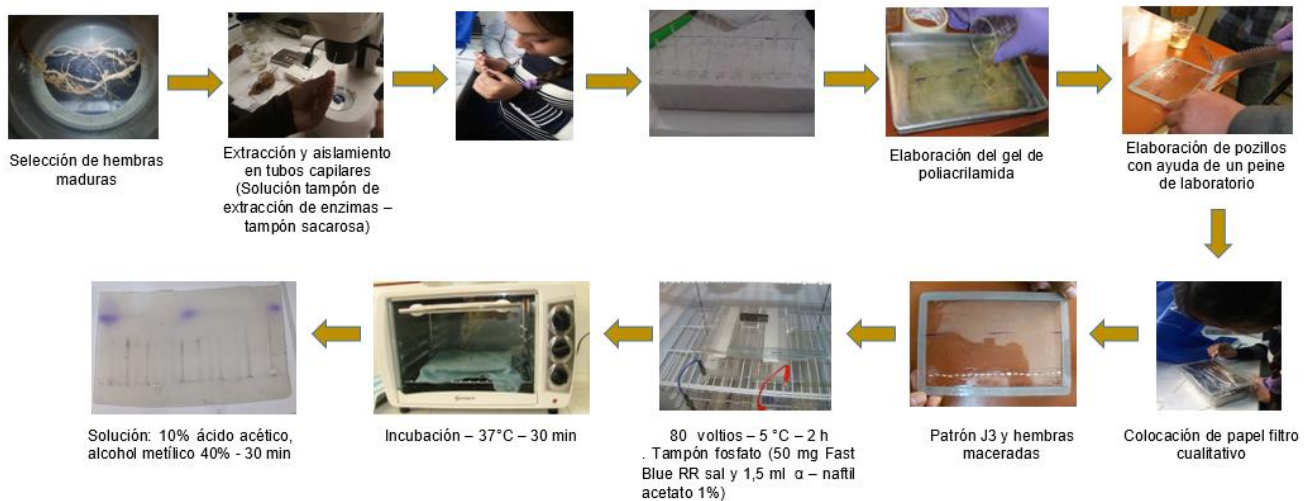 Selección de hembras
maduras
Extracción y aislamiento
en tubos capilares
(Solución tampón de
extracción de enzimas –
tampón sacarosa)
Elaboración del gel de
poliacrilamida
Elaboración de pozillos
con ayuda de un peine
de laboratorio
Solución: 10% ácido acético,
alcohol metílico 40% - 30 min
Incubación – 37°C – 30 min
80 voltios – 5 °C – 2 h
. Tampón fosfato (50 mg Fast
Blue RR sal y 1,5 ml α – naftil
acetato 1%)
Patrón J3 y hembras
maceradas
Colocación de papel filtro
cualitativo